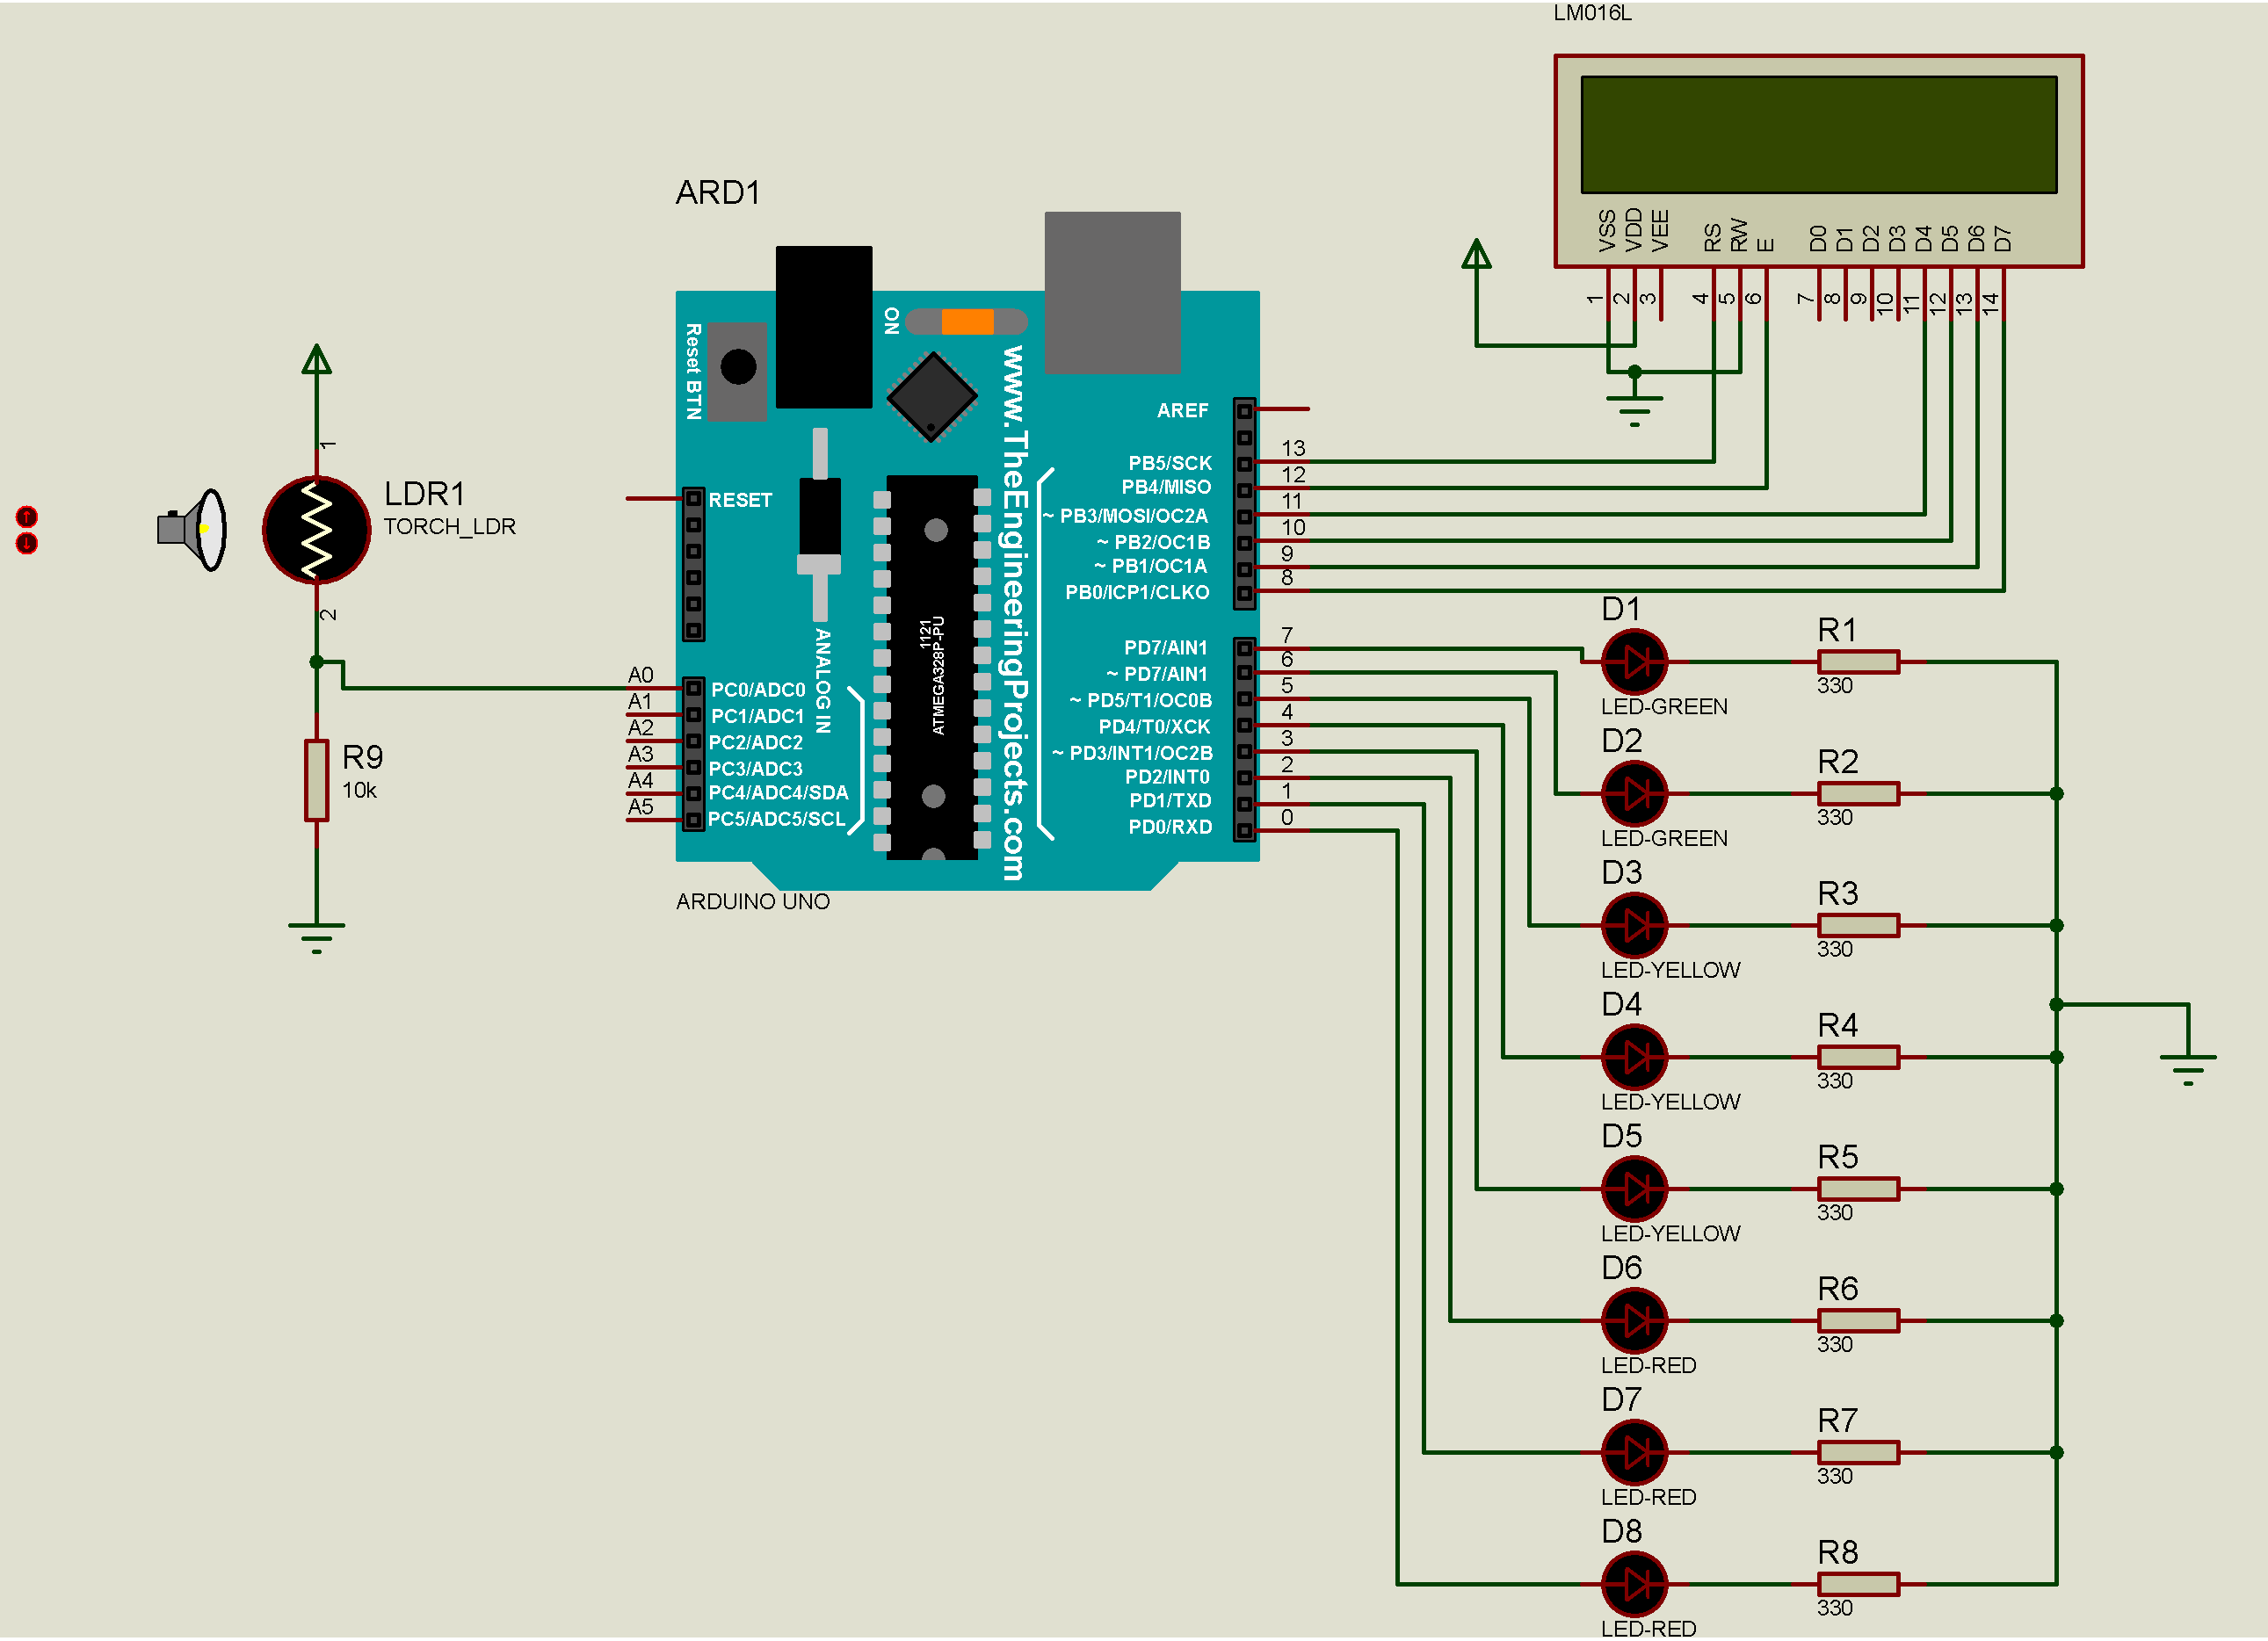 LM016L
VSS
VDD
VEE
RS
RW
E
D0
D1
D2
D3
D4
D5
D6
D7
1
2
3
4
5
6
7
8
9
10
11
12
13
14
ARD1
ON
Reset BTN
www.TheEngineeringProjects.com
RESET
ANALOG IN
ATMEGA328P-PU
1121
AREF
PB5/SCK 13
PB4/MISO 12
~ PB3/MOSI/OC2A 11
~ PB2/OC1B 10
~ PB1/OC1A 9
PB0/ICP1/CLKO 8
PD7/AIN1 7
~ PD7/AIN1 6
~ PD5/T1/OC0B 5
PD4/T0/XCK 4
~ PD3/INT1/OC2B 3
PD2/INT0 2
PD1/TXD 1
PD0/RXD 0
A0 PC0/ADC0
A1 PC1/ADC1
A2 PC2/ADC2
A3 PC3/ADC3
A4 PC4/ADC4/SDA
A5 PC5/ADC5/SCL
ARDUINO UNO
1
LDR1
TORCH_LDR
2
R9
10k
D1
LED-GREEN
R1
330
D2
LED-GREEN
R2
330
D3
LED-YELLOW
R3
330
D4
LED-YELLOW
R4
330
D5
LED-YELLOW
R5
330
D6
LED-RED
R6
330
D7
LED-RED
R7
330
D8
LED-RED
R8
330